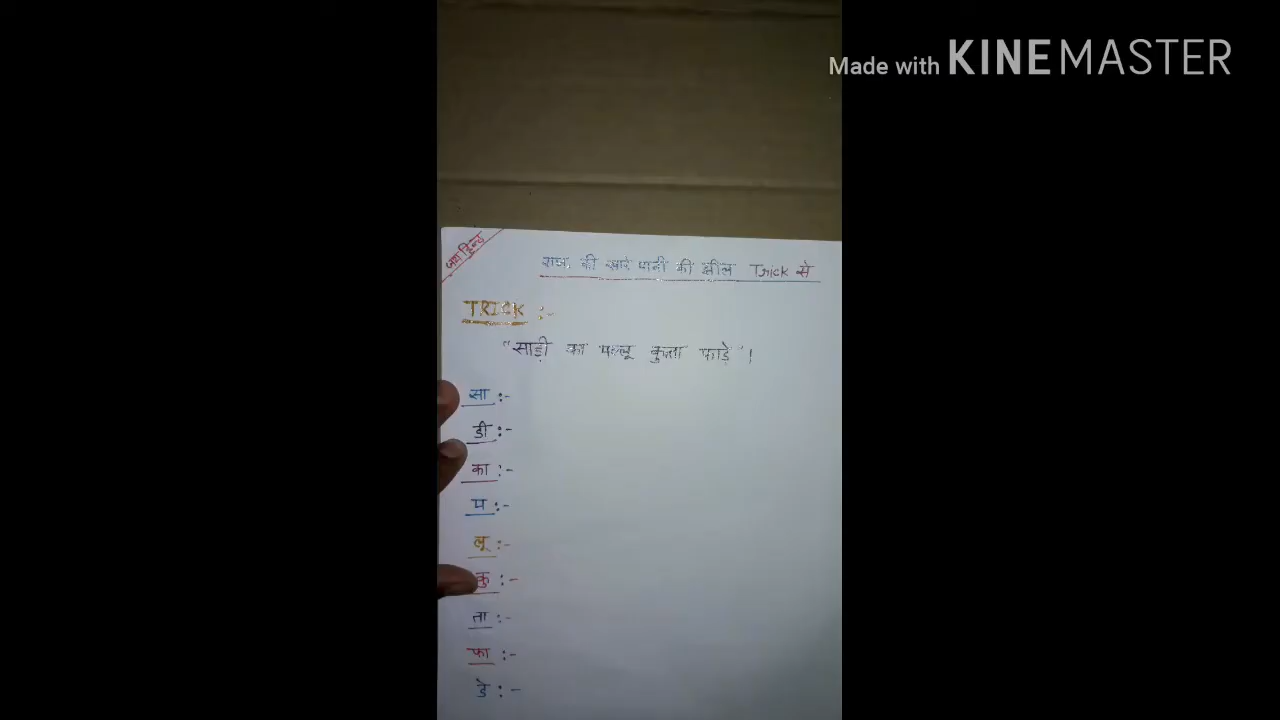 Made with KINEMASTER
जय हिन्द
राज. की खारे पानी की झील Trick से
TRICK :-
"साड़ी का पल्लू कुत्ता फाड़े"!
सा :-
डी :-
का :-
प :-
लू :-
कु :-
ता :-
फा :-
डे :-